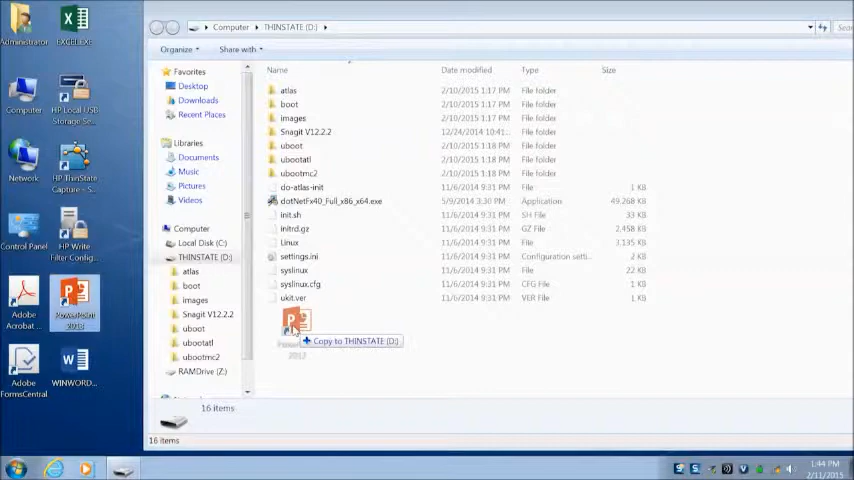 Administrator
EXCEL.EXE
Computer
HP Local USB
Storage Se...
Network
HP ThinState
Capture - S...
Control Panel
HP Write
Filter Config...
Adobe
Acrobat ...
PowerPoint
2013
Adobe
FormsCentral
WINWORD...
Computer
THINSTATE (D:)
Organize
Share with
Favorites
Desktop
Downloads
Recent Places
Libraries
Documents
Music
Pictures
Videos
Computer
Local Disk (C:)
THINSTATE (D:)
atlas
boot
images
Snagit V12.2.2
uboot
ubootatl
ubootmc2
RAMDrive (Z:)
Name Date modified Type Size
atlas 2/10/2015 1:17 PM File folder
boot 2/10/2015 1:17 PM File folder
images 2/10/2015 1:17 PM File folder
Snagit V12.2.2 12/24/2014 10:41... File folder
uboot 2/10/2015 1:18 PM File folder
ubootatl 2/10/2015 1:18 PM File folder
ubootmc2 2/10/2015 1:18 PM File folder
do-atlas-init 11/6/2014 9:31 PM File 1 KB
dotNetFx40_Full_x86_x64.exe 5/9/2014 3:30 PM Application 49,268 KB
init.sh 11/6/2014 9:31 PM SH File 33 KB
initrd.gz 11/6/2014 9:31 PM GZ File 2,458 KB
Linux 11/6/2014 9:31 PM File 3,135 KB
settings.ini 11/6/2014 9:31 PM Configuration setti... 2 KB
syslinux 11/6/2014 9:31 PM File 22 KB
syslinux.cfg 11/6/2014 9:31 PM CFG File 1 KB
ukit.ver 11/6/2014 9:31 PM VER File 1 KB
Copy to THINSTATE (D:)
2013
16 items
16 items
1:44 PM
2/11/2015